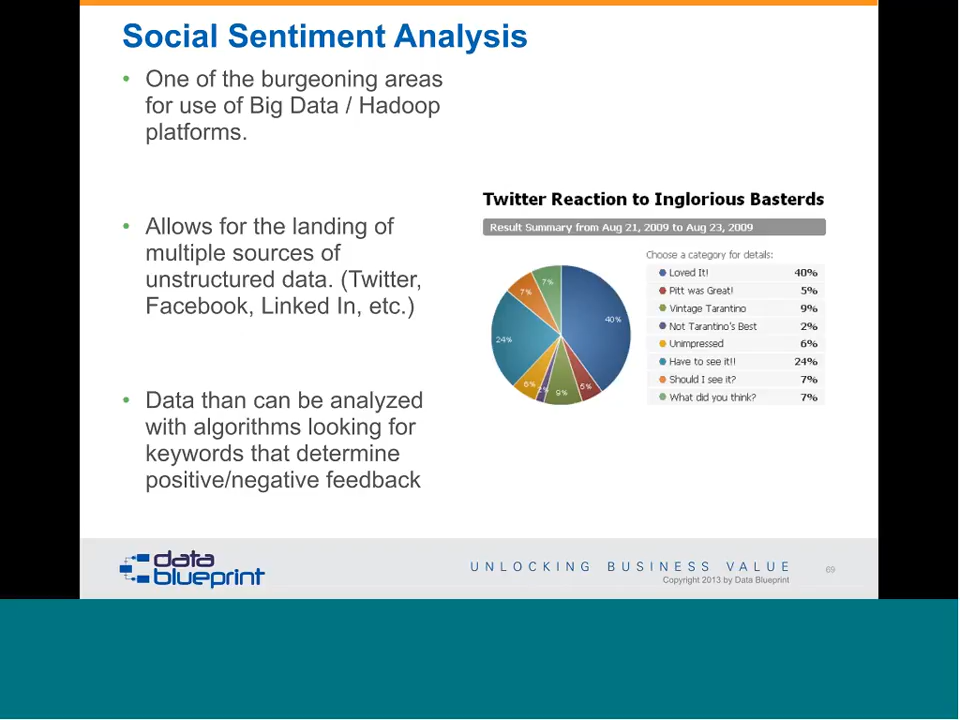 Social Sentiment Analysis
• One of the burgeoning areas
for use of Big Data / Hadoop
platforms.
• Allows for the landing of
multiple sources of
unstructured data. (Twitter,
Facebook, Linked In, etc.)
• Data than can be analyzed
with algorithms looking for
keywords that determine
positive/negative feedback
Twitter Reaction to Inglorious Basterds
Result Summary from Aug 21, 2009 to Aug 23, 2009
Choose a category for details:
Loved It! 40%
Pitt was Great! 5%
Vintage Tarantino 9%
Not Tarantino's Best 2%
Unimpressed 6%
Have to see it!! 24%
Should I see it? 7%
What did you think? 7%
7%
7%
40%
24%
6%
2%
9%
5%
data
blueprint
UNLOCKING BUSINESS VALUE
Copyright 2013 by Data Blueprint
69